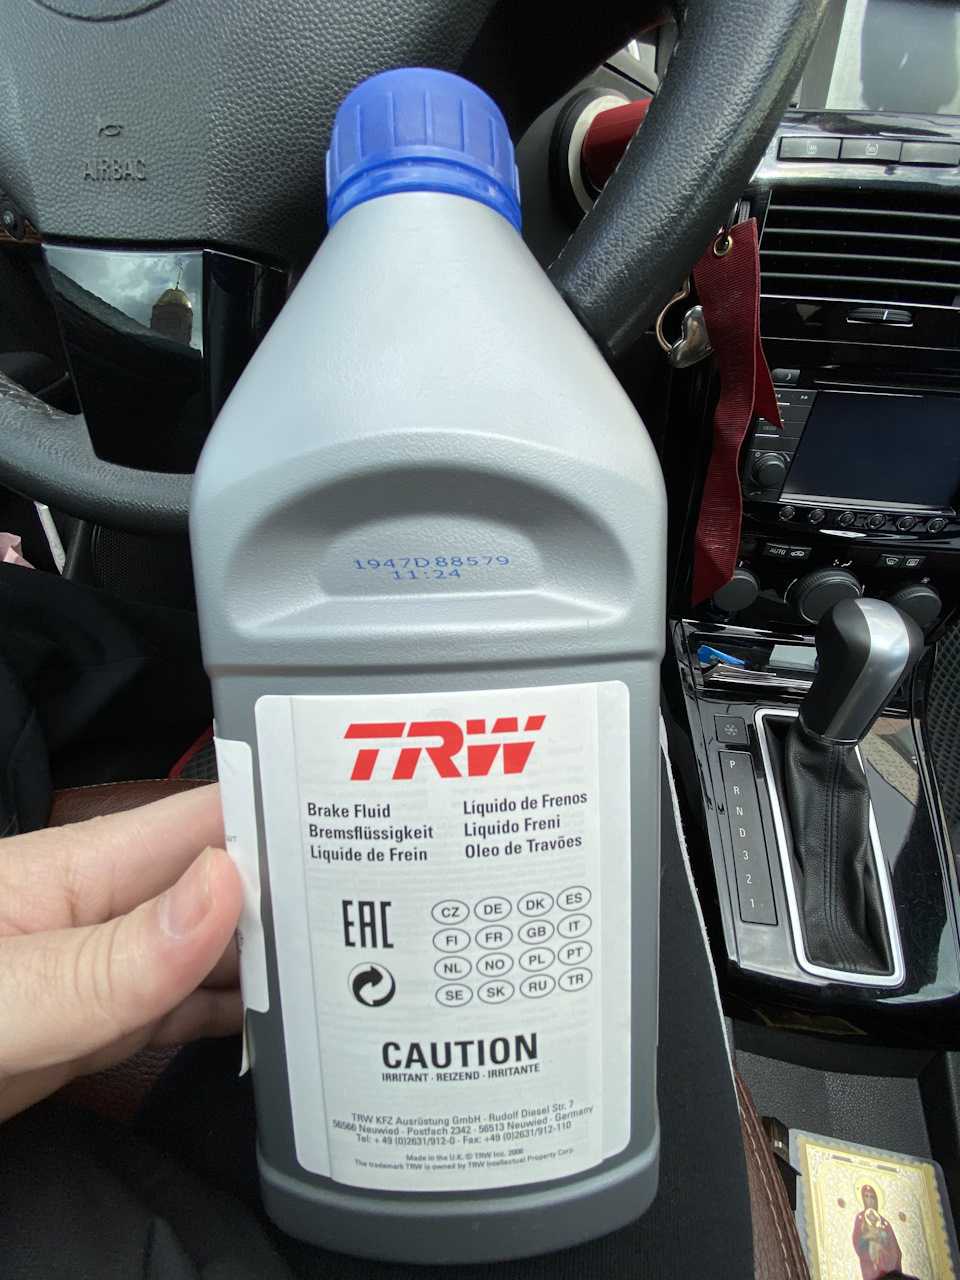 AIRBAG
1947D88579
11:24
TRW
Brake Fluid
Bremsflüssigkeit
Liquide de Frein
Líquido de Frenos
Liquido Freni
Oleo de Travões
EAC
CZ DE DK ES
FI FR GB IT
NL NO PL PT
SE SK RU TR
CAUTION
IRRITANT · REIZEND · IRRITANTE
TRW KFZ Ausrüstung GmbH · Rudolf Diesel Str. 7
56566 Neuwied · Postfach 2342 · 56513 Neuwied · Germany
Tel: + 49 (0)2631/912-0 · Fax: +49 (0)2631/912-110
Made in the U.K. © TRW Inc. 2006
The trademark TRW is owned by TRW Intellectual Property Corp.
AUTO
P
R
N
D
3
2
1